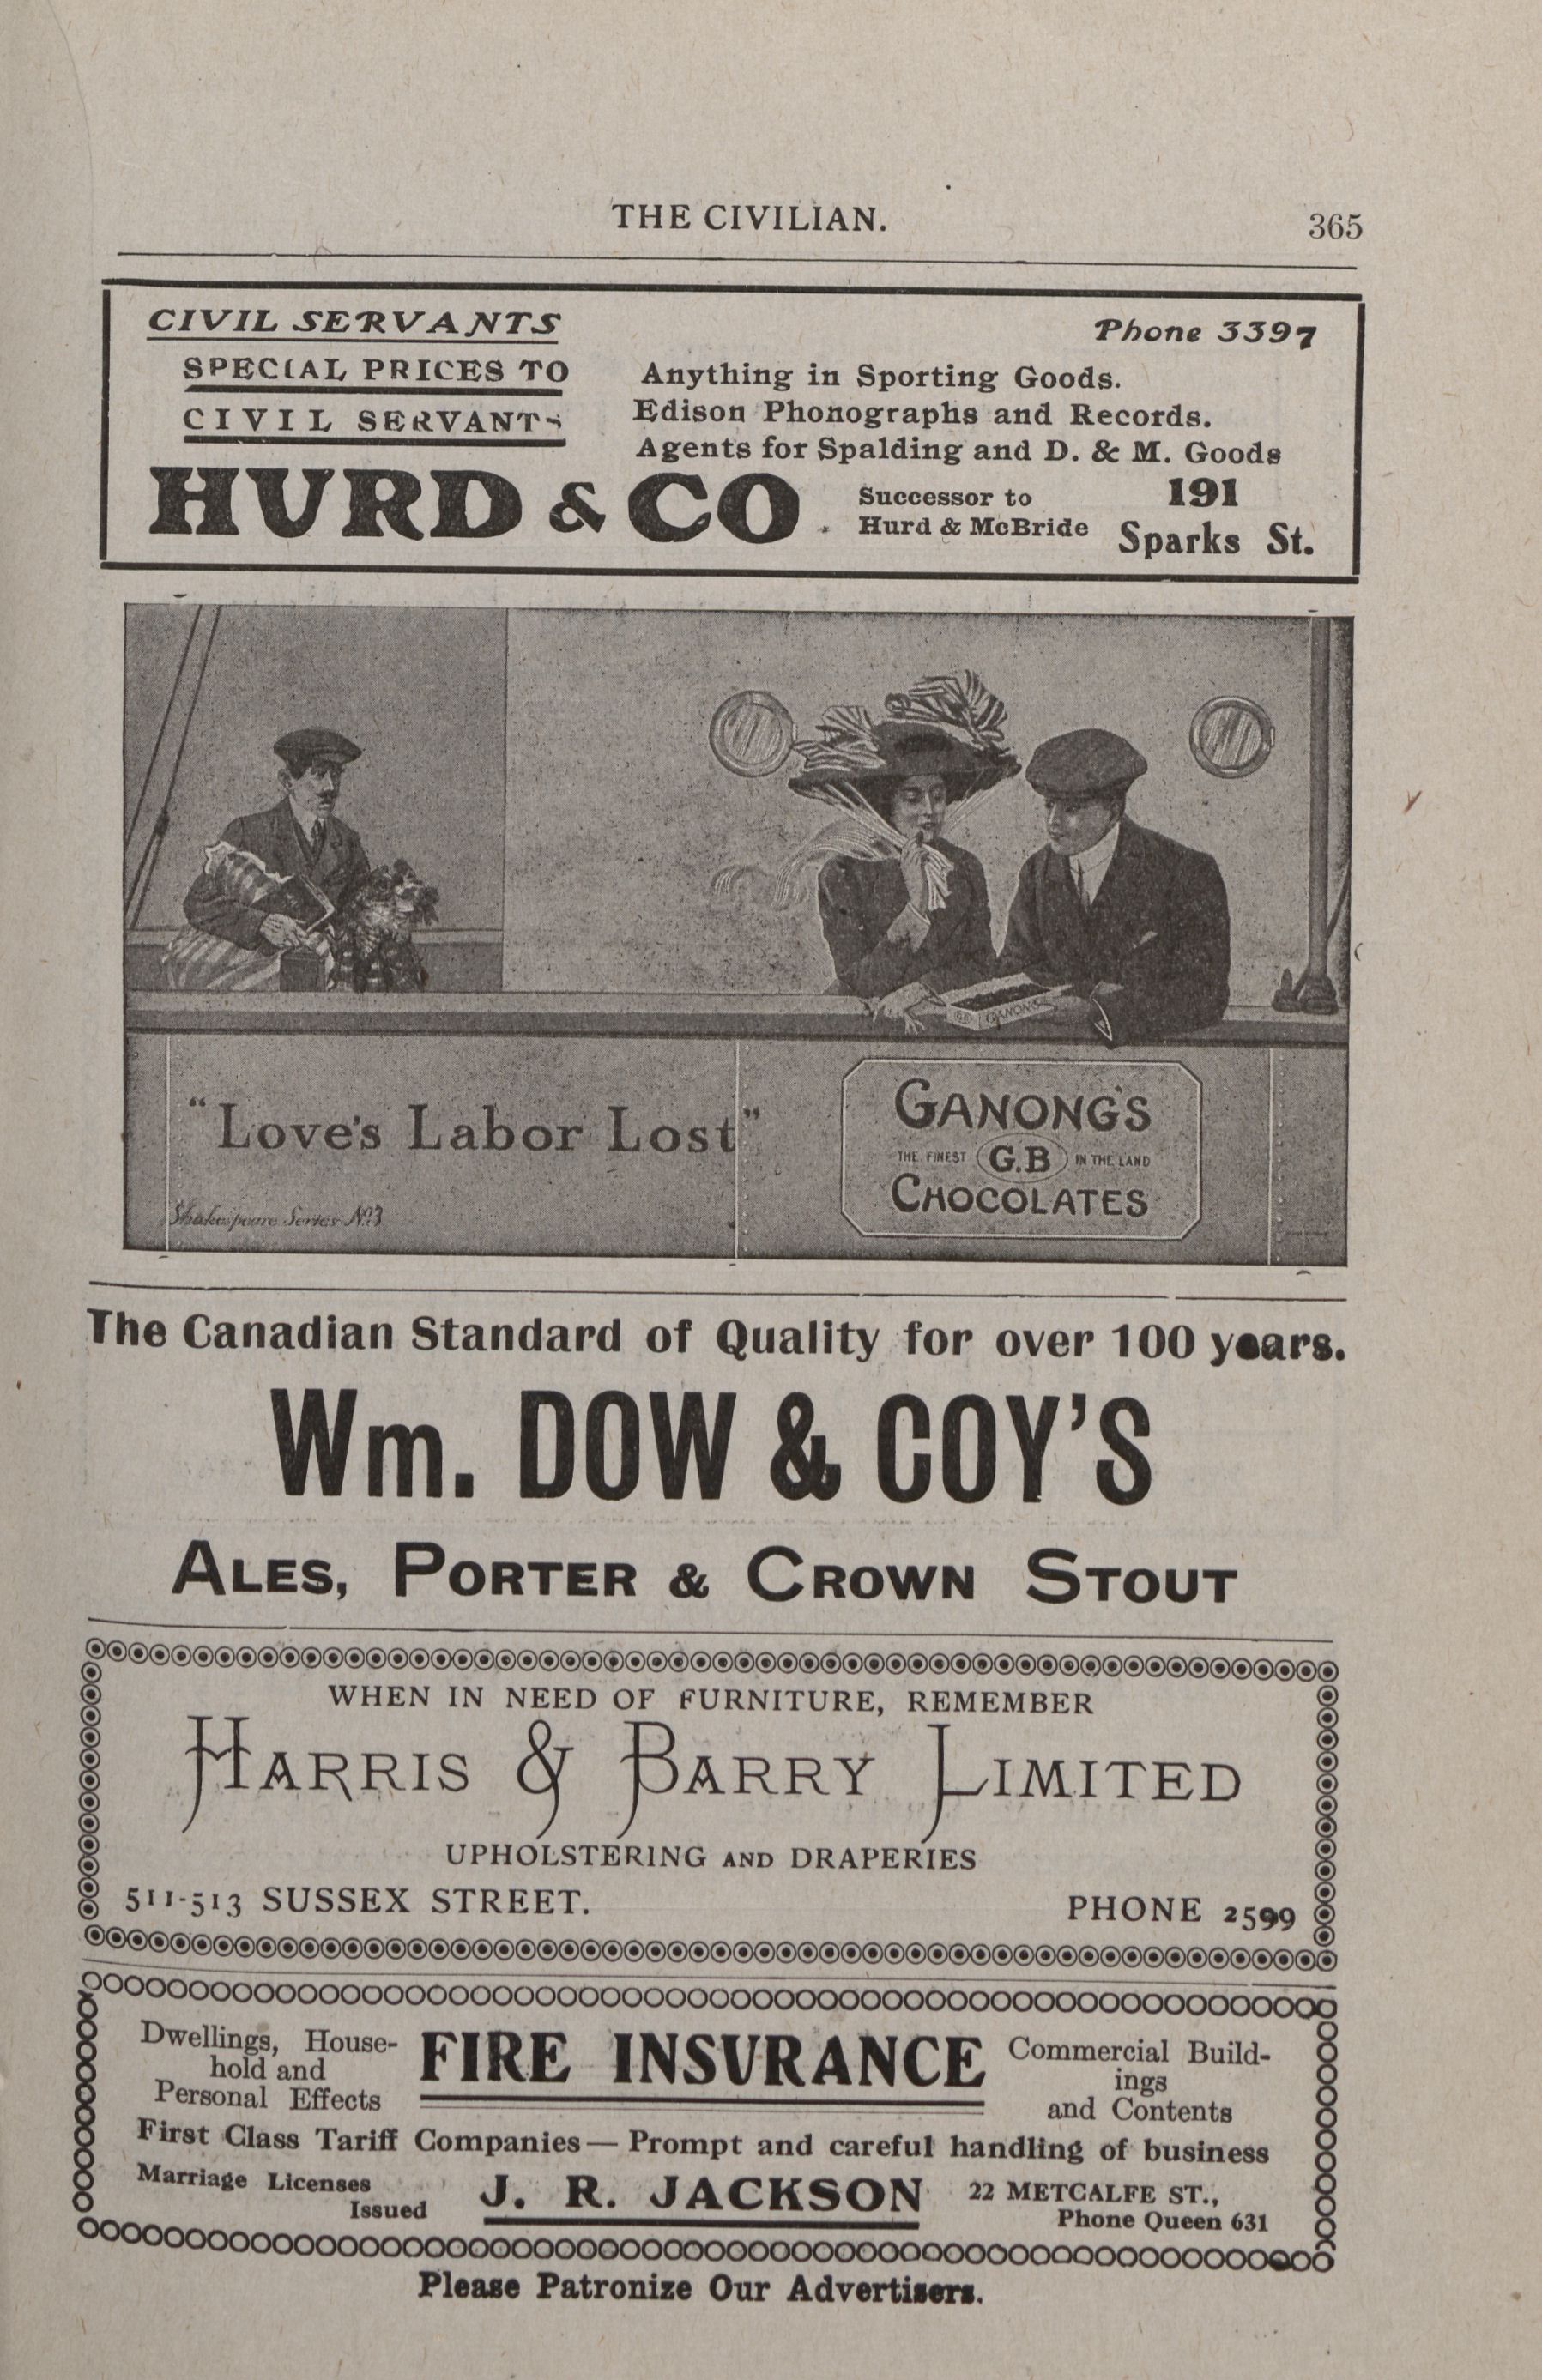 THE CIVILIAN.
365
CIVIL SERVANTS
SPECIAL PRICES TO
CIVIL SERVANTS
Phone 3397
Anything in Sporting Goods.
Edison Phonographs and Records.
Agents for Spalding and D. & M. Goods
HURD & CO.
Successor to
Hurd & McBride
191
Sparks St.
GB GANONG
"Love's Labor Lost"
Shakespeare Series No3
GANONG'S
THE FINEST G.B IN THE LAND
CHOCOLATES
The Canadian Standard of Quality for over 100 years.
Wm. DOW & COY'S
ALES, PORTER & CROWN STOUT
WHEN IN NEED OF FURNITURE, REMEMBER
HARRIS & BARRY LIMITED
UPHOLSTERING AND DRAPERIES
511-513 SUSSEX STREET.
PHONE 2599
Dwellings, House-
hold and
Personal Effects
FIRE INSURANCE
Commercial Build-
ings
and Contents
First Class Tariff Companies — Prompt and careful handling of business
Marriage Licenses
Issued
J. R. JACKSON
22 METCALFE ST.,
Phone Queen 631
Please Patronize Our Advertisers.